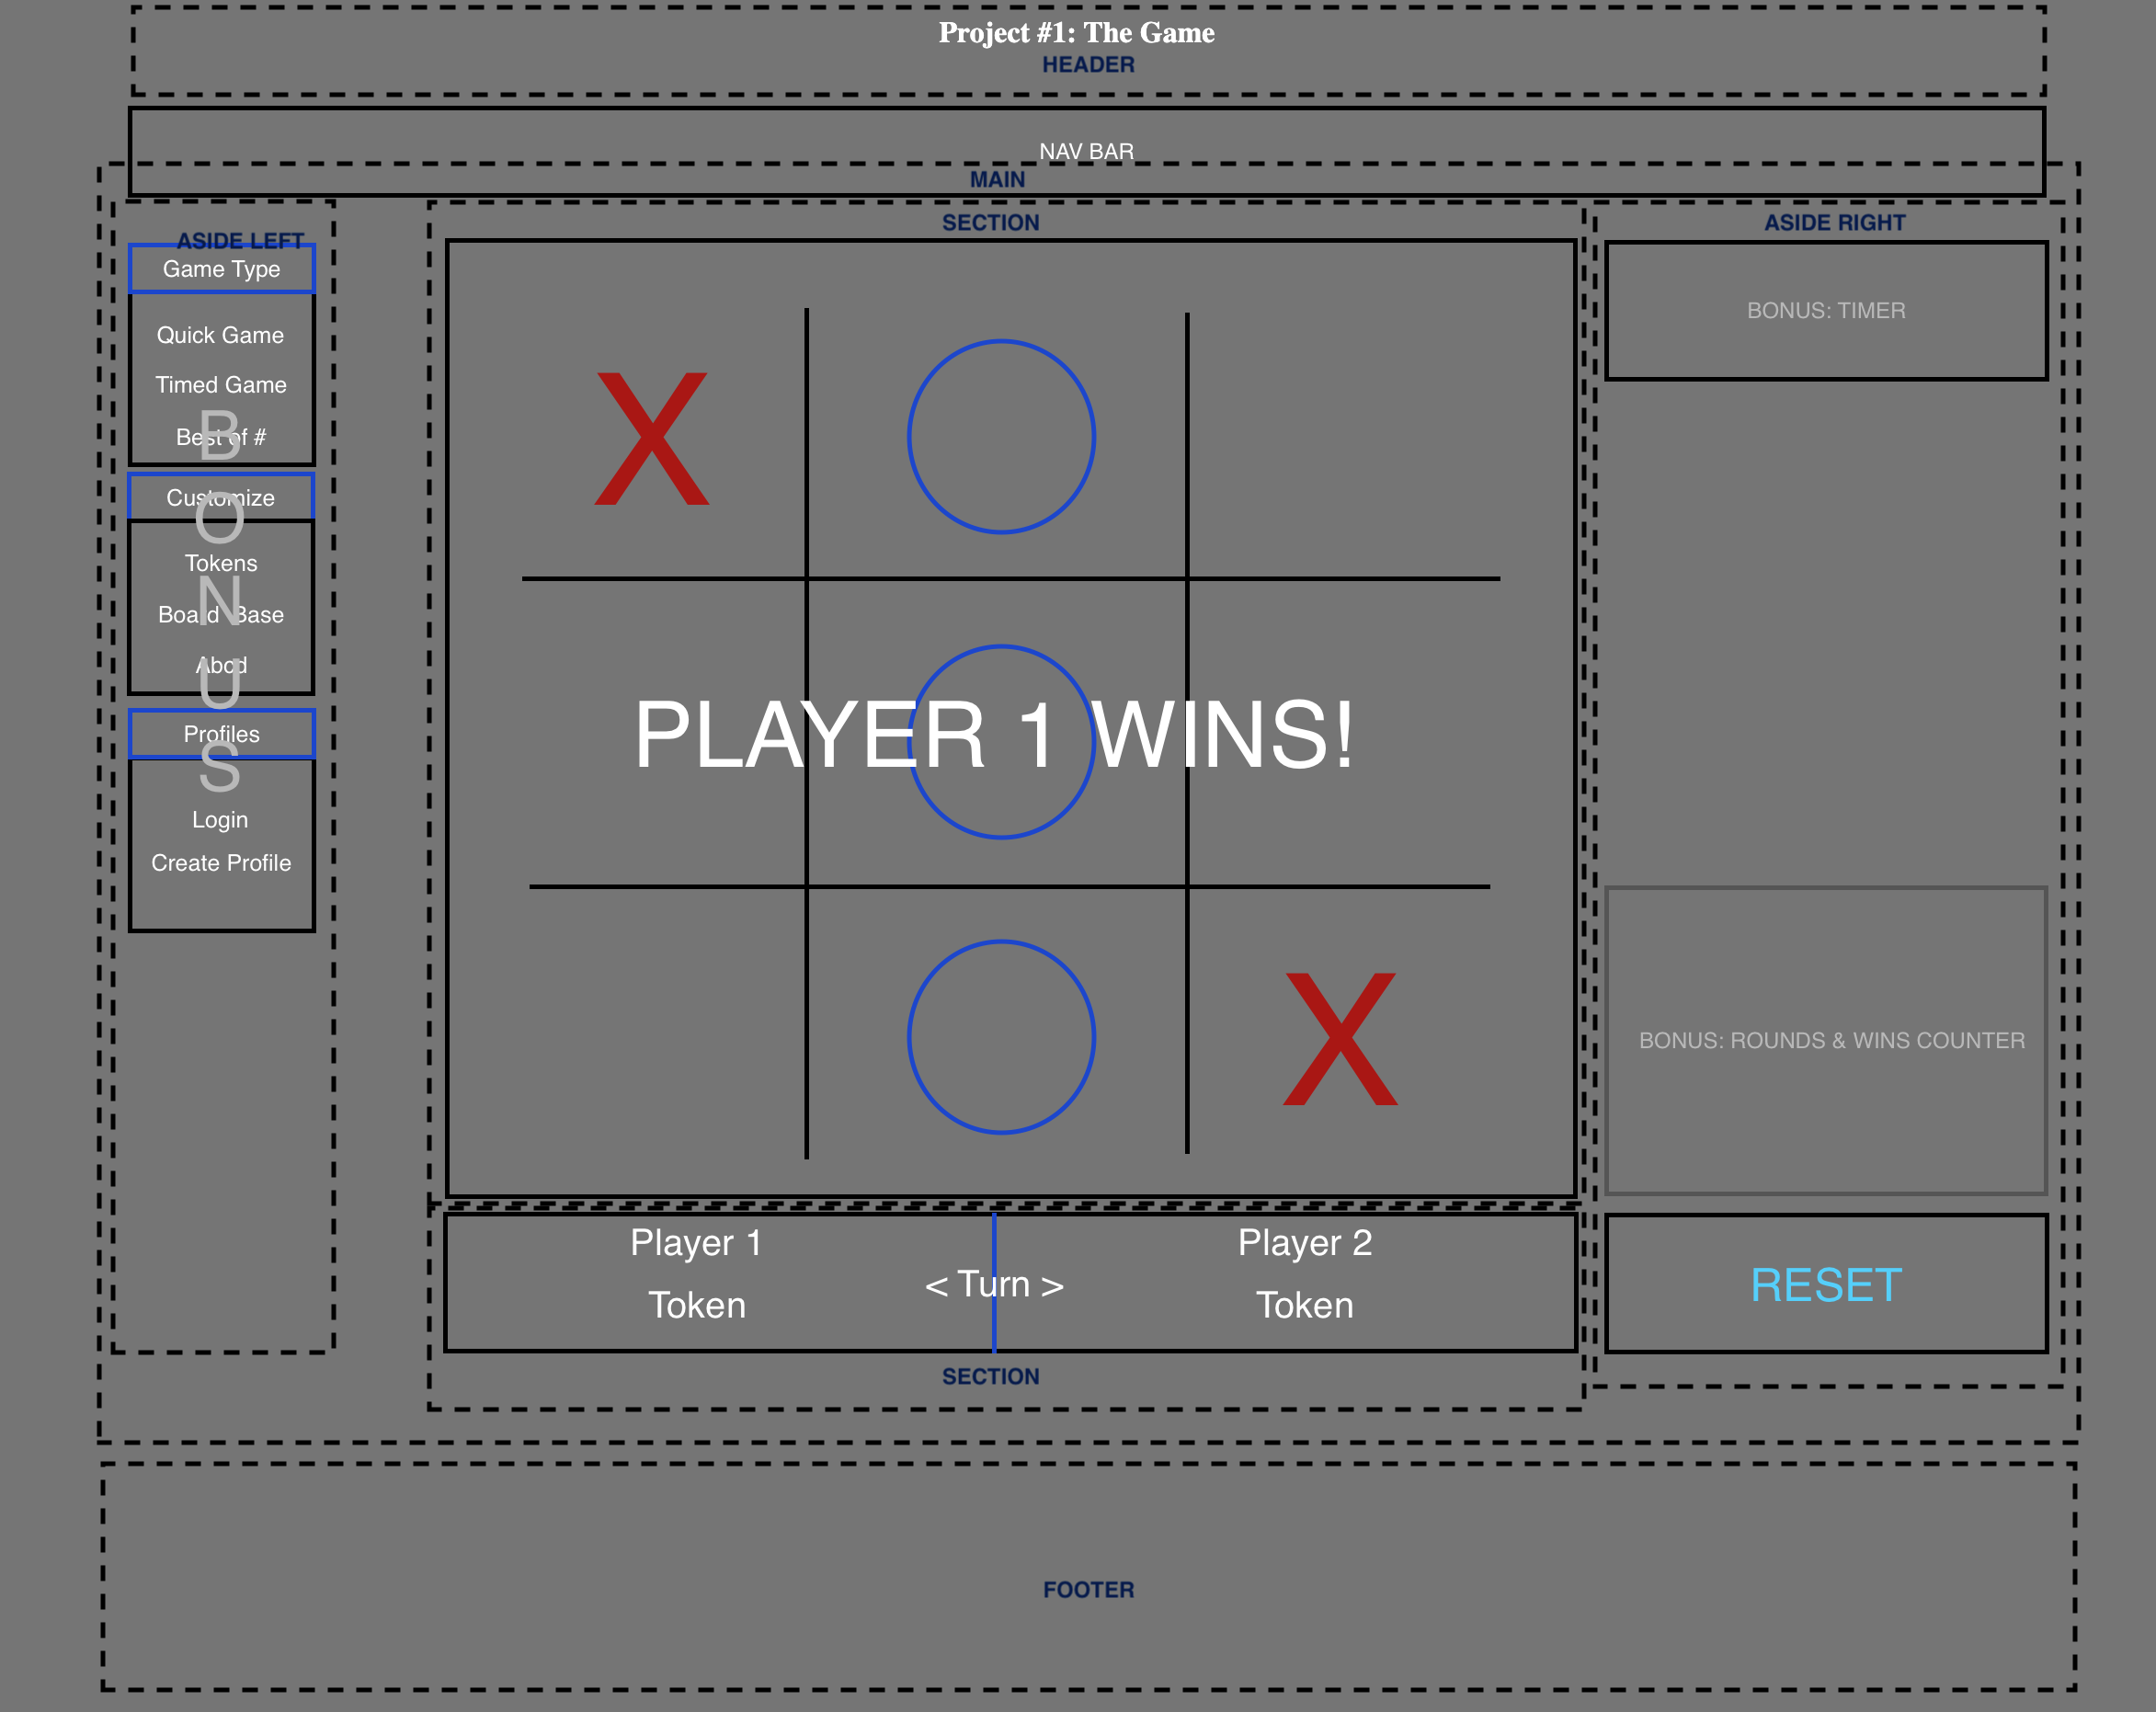 Project #1: The Game
HEADER
NAV BAR
MAIN
ASIDE LEFT
Game Type
Quick Game
Timed Game
Best of #
Customize
Tokens
Board Base
Abcd
Profiles
Login
Create Profile
BONUS
SECTION
X
X
PLAYER 1 WINS!
Player 1
Token
< Turn >
Player 2
Token
SECTION
ASIDE RIGHT
BONUS: TIMER
BONUS: ROUNDS & WINS COUNTER
RESET
FOOTER